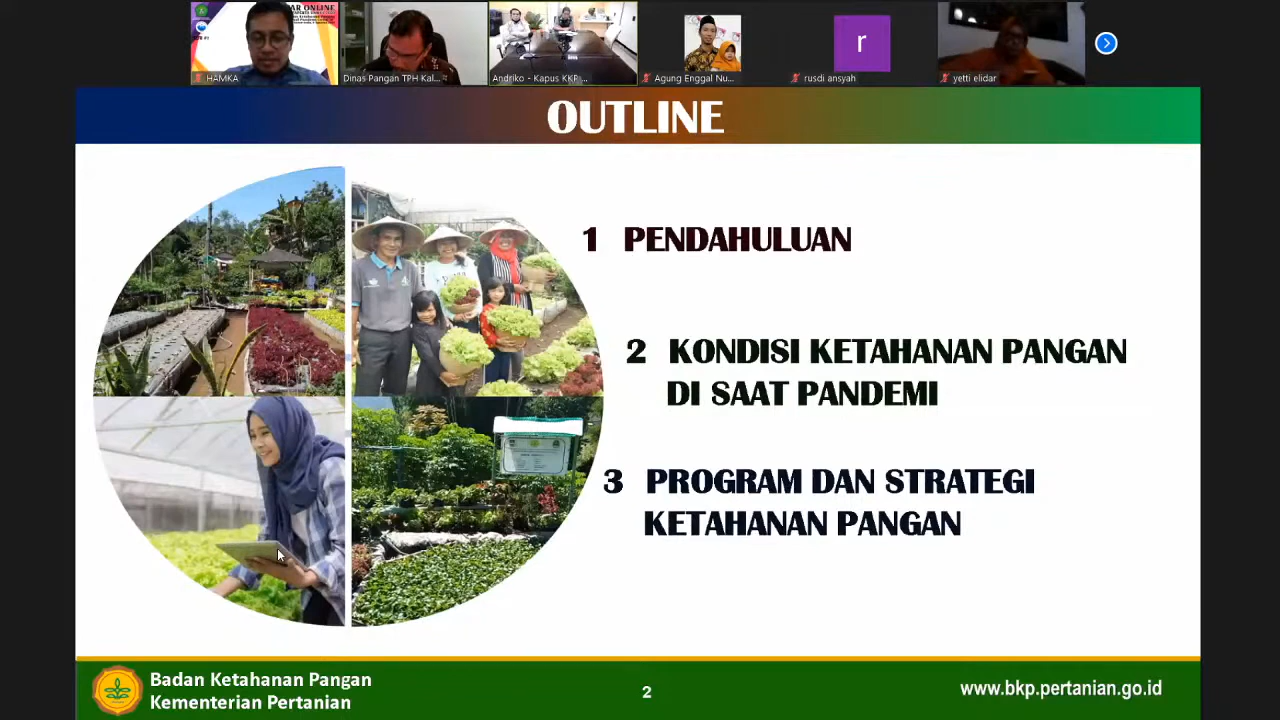 AR ONLINE
HAMKA
Dinas Pangan TPH Kal...
Andriko - Kapus KKP ...
Agung Enggal Nu...
r
rusdi ansyah
yetti elidar
OUTLINE
1 PENDAHULUAN
2 KONDISI KETAHANAN PANGAN
DI SAAT PANDEMI
3 PROGRAM DAN STRATEGI
KETAHANAN PANGAN
Badan Ketahanan Pangan
Kementerian Pertanian
2
www.bkp.pertanian.go.id